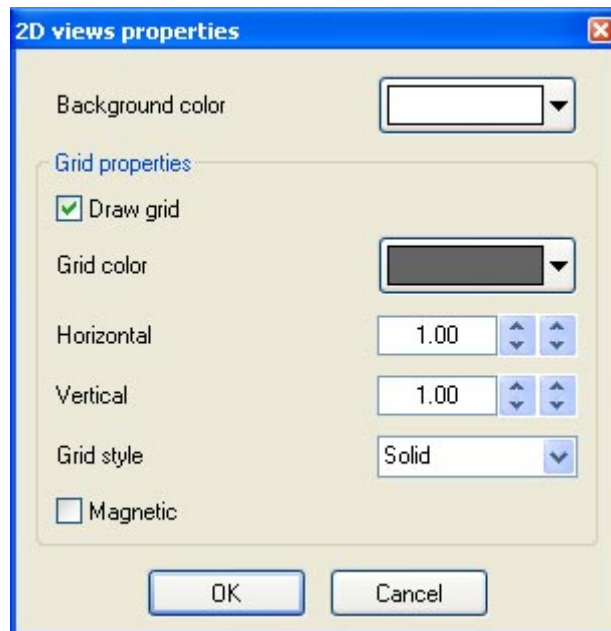 2D views properties
Background color
Grid properties
Draw grid
Grid color
Horizontal 1.00
Vertical 1.00
Grid style Solid
Magnetic
OK Cancel